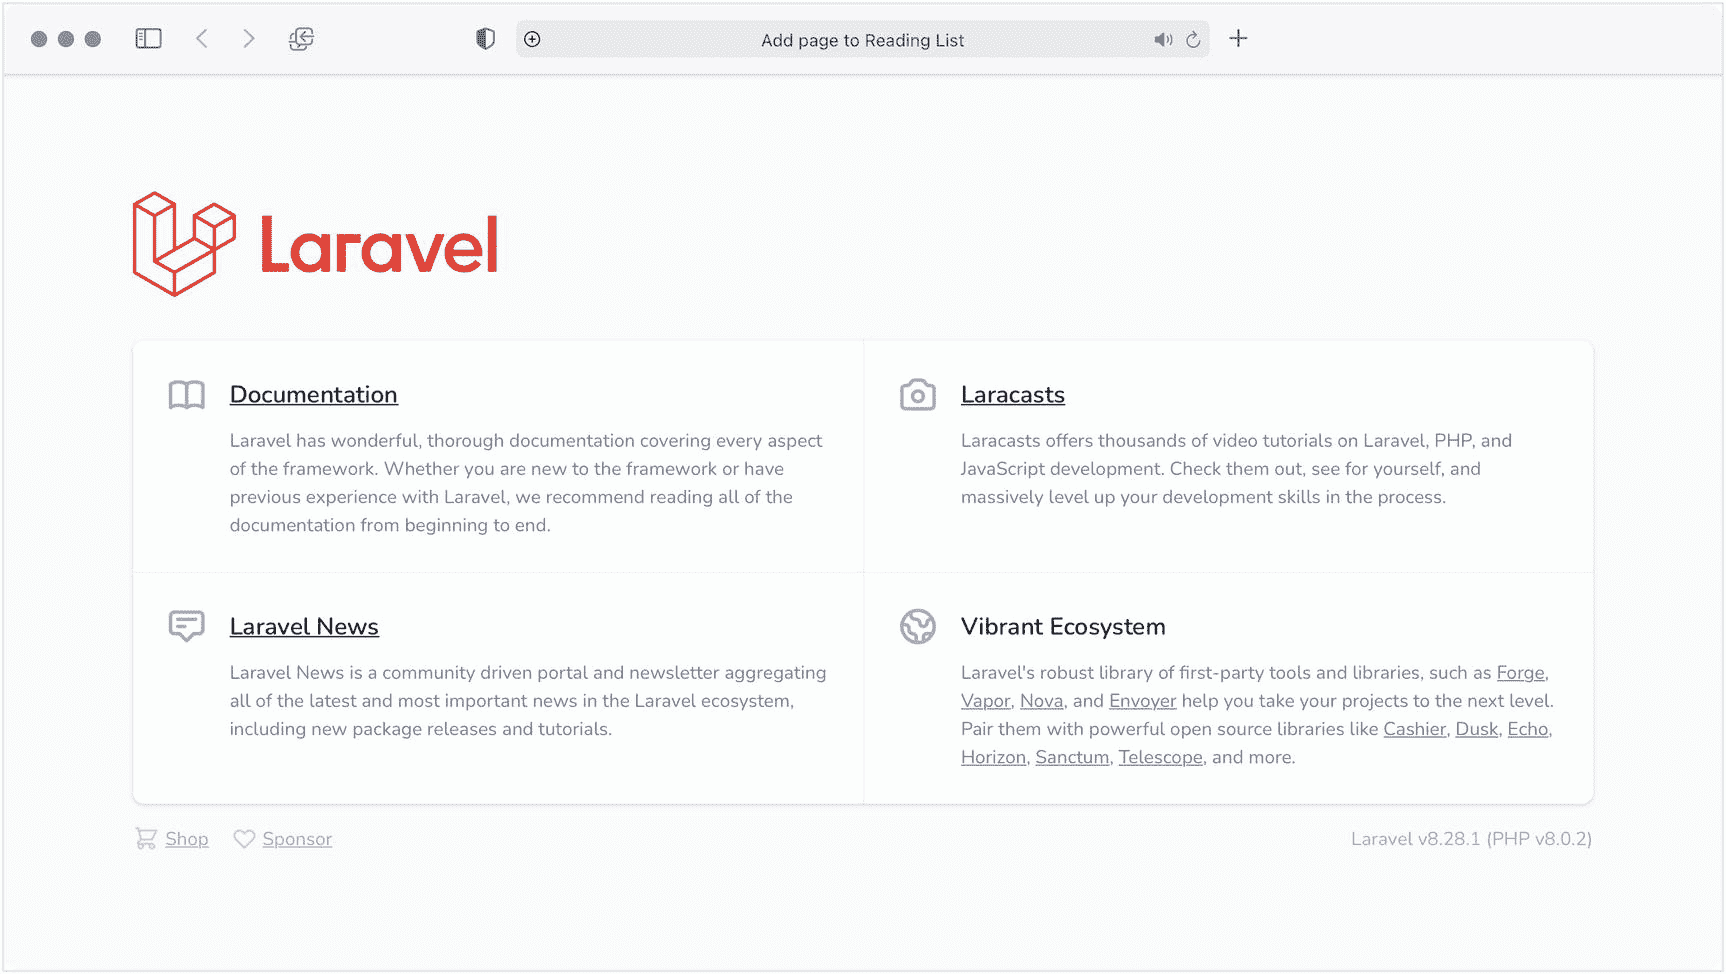 Add page to Reading List
Laravel
Documentation
Laravel has wonderful, thorough documentation covering every aspect
of the framework. Whether you are new to the framework or have
previous experience with Laravel, we recommend reading all of the
documentation from beginning to end.
Laracasts
Laracasts offers thousands of video tutorials on Laravel, PHP, and
JavaScript development. Check them out, see for yourself, and
massively level up your development skills in the process.
Laravel News
Laravel News is a community driven portal and newsletter aggregating
all of the latest and most important news in the Laravel ecosystem,
including new package releases and tutorials.
Vibrant Ecosystem
Laravel's robust library of first-party tools and libraries, such as Forge,
Vapor, Nova, and Envoyer help you take your projects to the next level.
Pair them with powerful open source libraries like Cashier, Dusk, Echo,
Horizon, Sanctum, Telescope, and more.
Shop Sponsor
Laravel v8.28.1 (PHP v8.0.2)